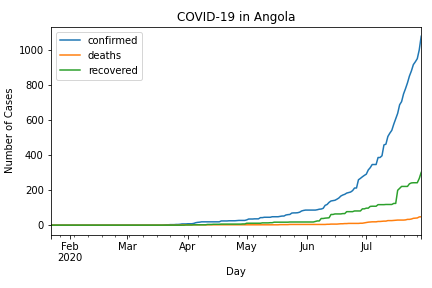 COVID-19 in Angola
confirmed
deaths
recovered
Number of Cases
1000
800
600
400
200
0
Feb Mar Apr May Jun Jul
2020
Day